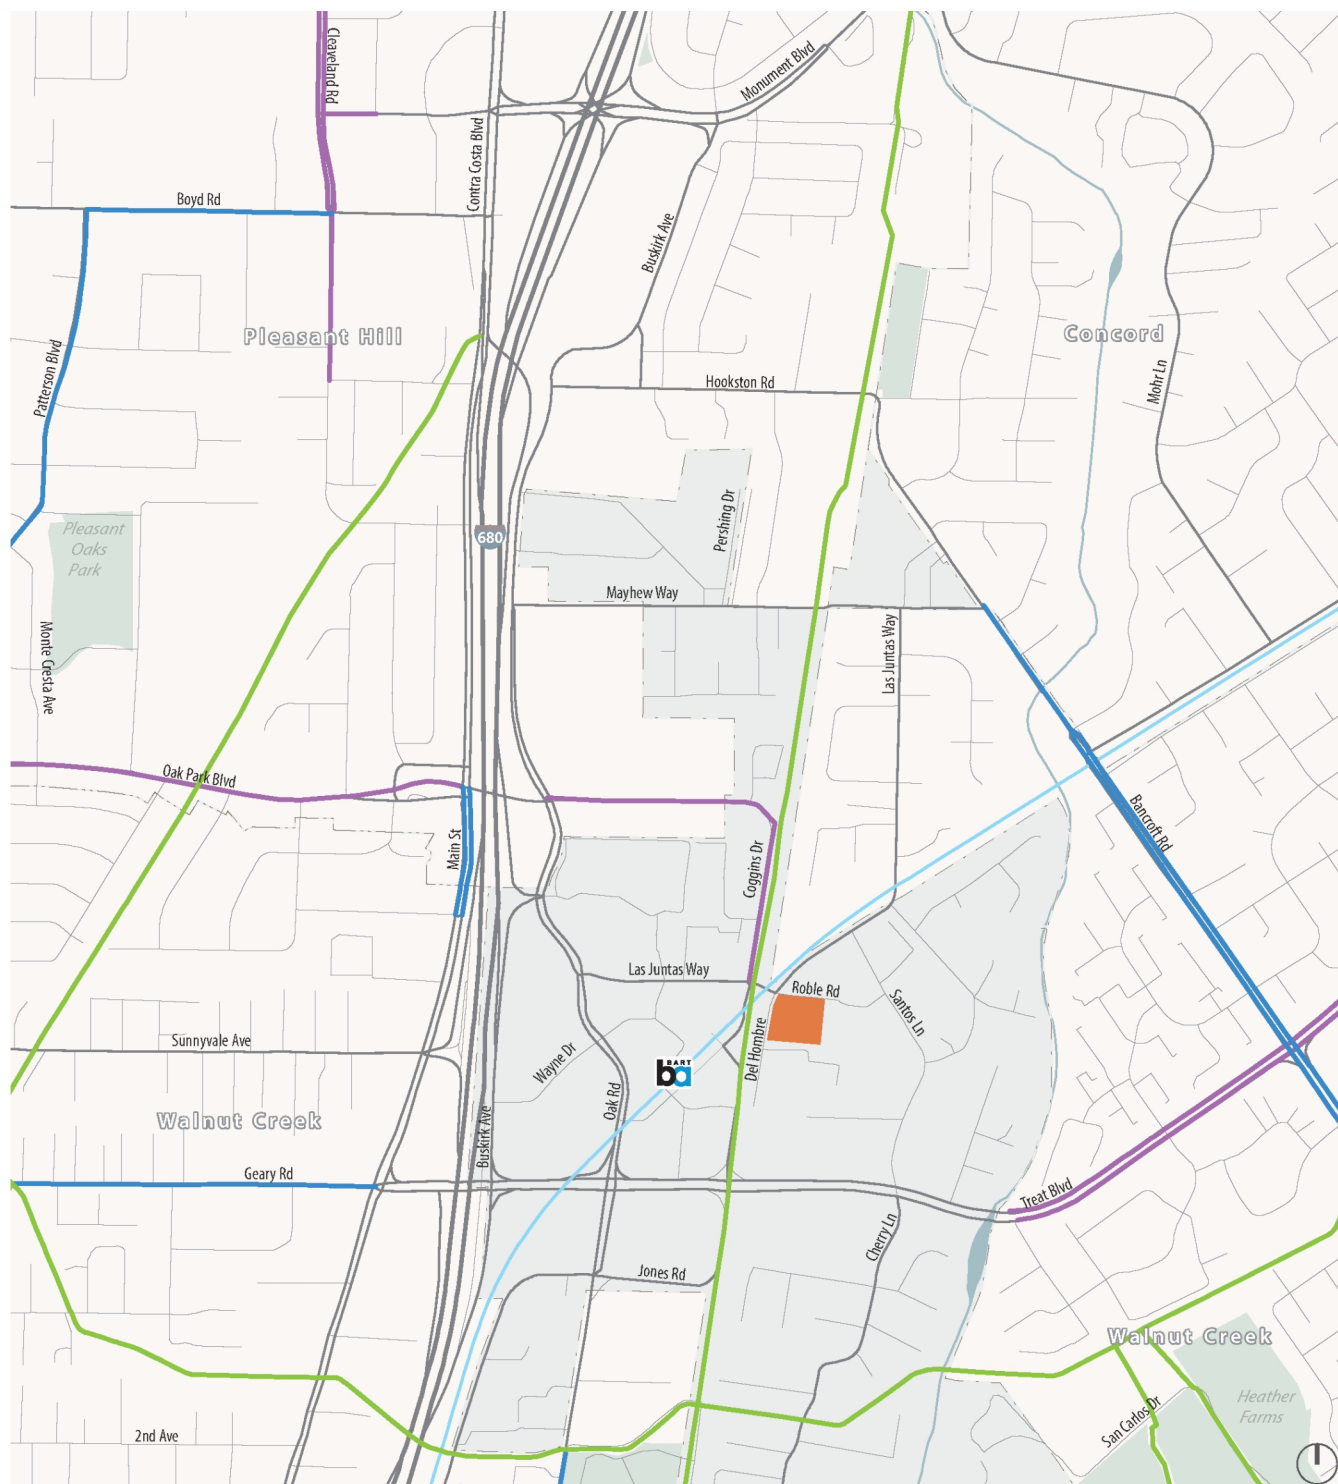 Cleaveland Rd
Monument Blvd
Contra Costa Blvd
Boyd Rd
Buskirk Ave
Pleasant Hill
Concord
Patterson Blvd
Mohr Ln
Hookston Rd
Pershing Dr
680
Pleasant
Oaks
Park
Mayhew Way
Las Juntas Way
Monte Cresta Ave
Oak Park Blvd
Main St
Bancroft Rd
Coggins Dr
Las Juntas Way
Roble Rd
Santos Ln
Sunnyvale Ave
Wayne Dr
Del Hombre
BART
ba
Oak Rd
Walnut Creek
Buskirk Ave
Geary Rd
Treat Blvd
Cherry Ln
Jones Rd
Walnut Creek
Heather
Farms
San Carlos Dr
2nd Ave